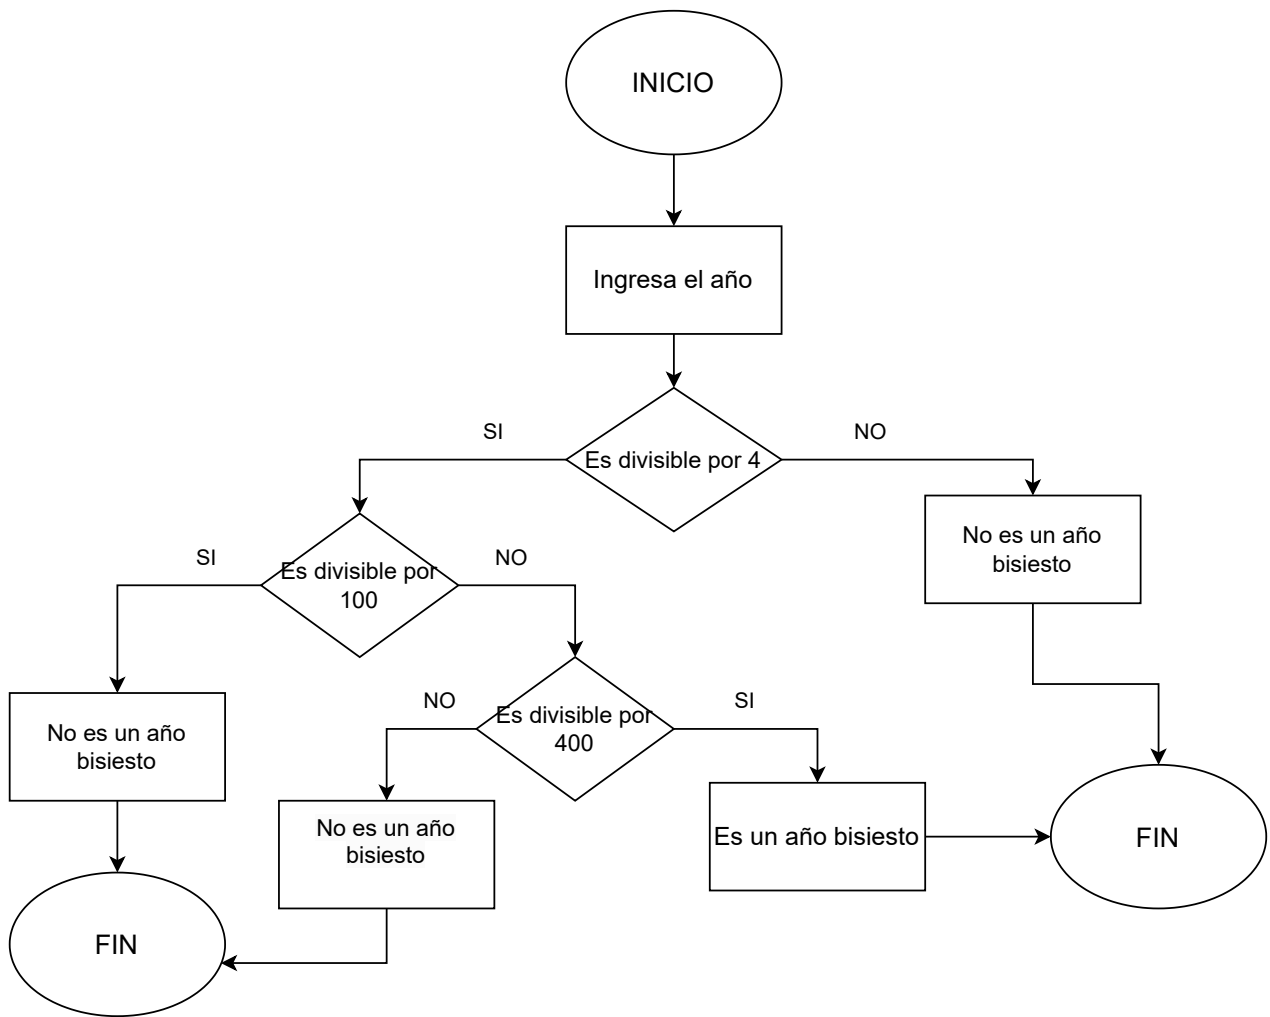 INICIO
Ingresa el año
SI
NO
Es divisible por 4
No es un año
bisiesto
SI
NO
Es divisible por
100
NO
SI
Es divisible por
400
No es un año
bisiesto
No es un año
bisiesto
Es un año bisiesto
FIN
FIN